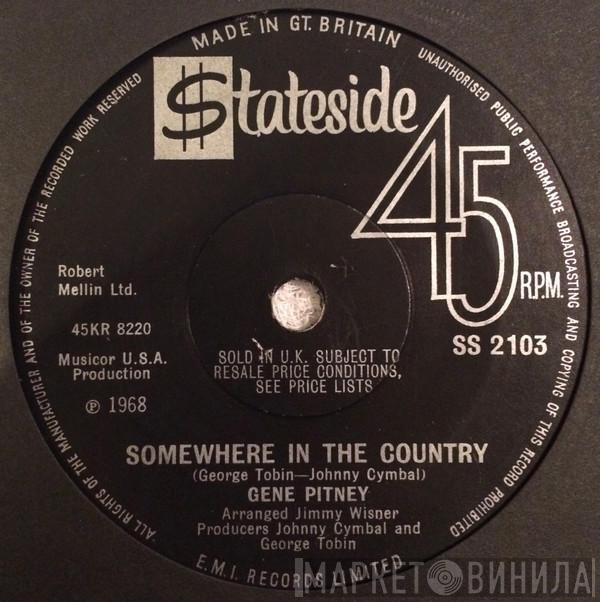 MADE IN GT. BRITAIN
UNAUTHORISED PUBLIC PERFORMANCE BROADCASTING AND COPYING OF THIS RECORD PROHIBITED
ALL RIGHTS OF THE MANUFACTURER AND OF THE OWNER OF THE RECORDED WORK RESERVED
$tateside
45
R.P.M.
Robert
Mellin Ltd.
45KR 8220
Musicor U.S.A.
Production
℗ 1968
SS 2103
SOLD IN U.K. SUBJECT TO
RESALE PRICE CONDITIONS,
SEE PRICE LISTS
SOMEWHERE IN THE COUNTRY
(George Tobin—Johnny Cymbal)
GENE PITNEY
Arranged Jimmy Wisner
Producers Johnny Cymbal and
George Tobin
E.M.I. RECORDS LIMITED
МАРКЕТОВИНИЛА!